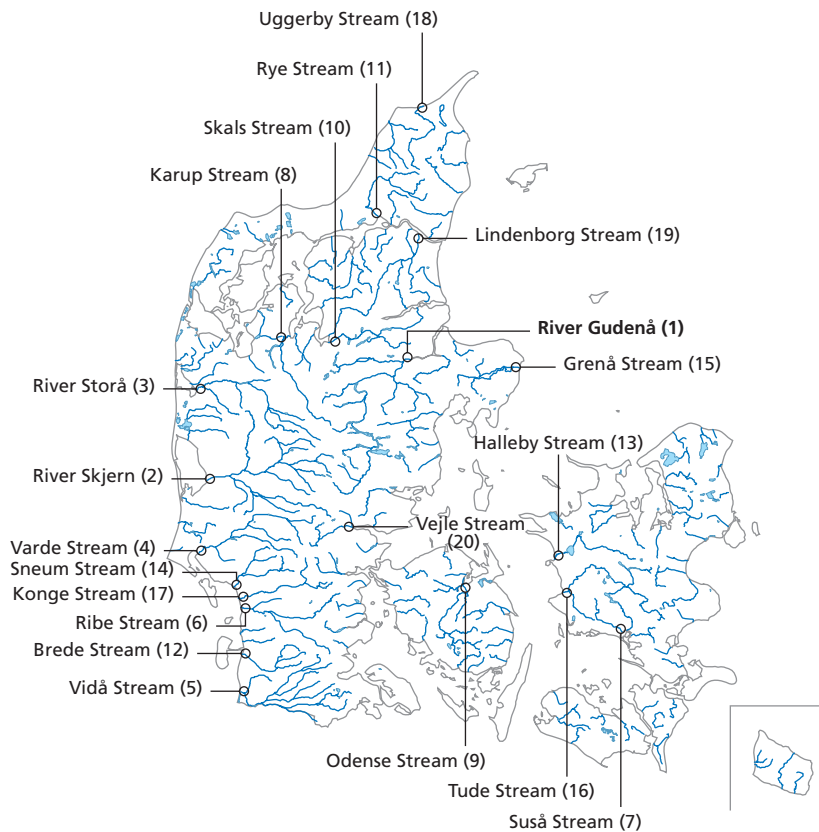 Uggerby Stream (18)
Rye Stream (11)
Skals Stream (10)
Karup Stream (8)
Lindenborg Stream (19)
River Gudenå (1)
Grenå Stream (15)
River Storå (3)
Halleby Stream (13)
River Skjern (2)
Vejle Stream
(20)
Varde Stream (4)
Sneum Stream (14)
Konge Stream (17)
Ribe Stream (6)
Brede Stream (12)
Vidå Stream (5)
Odense Stream (9)
Tude Stream (16)
Suså Stream (7)